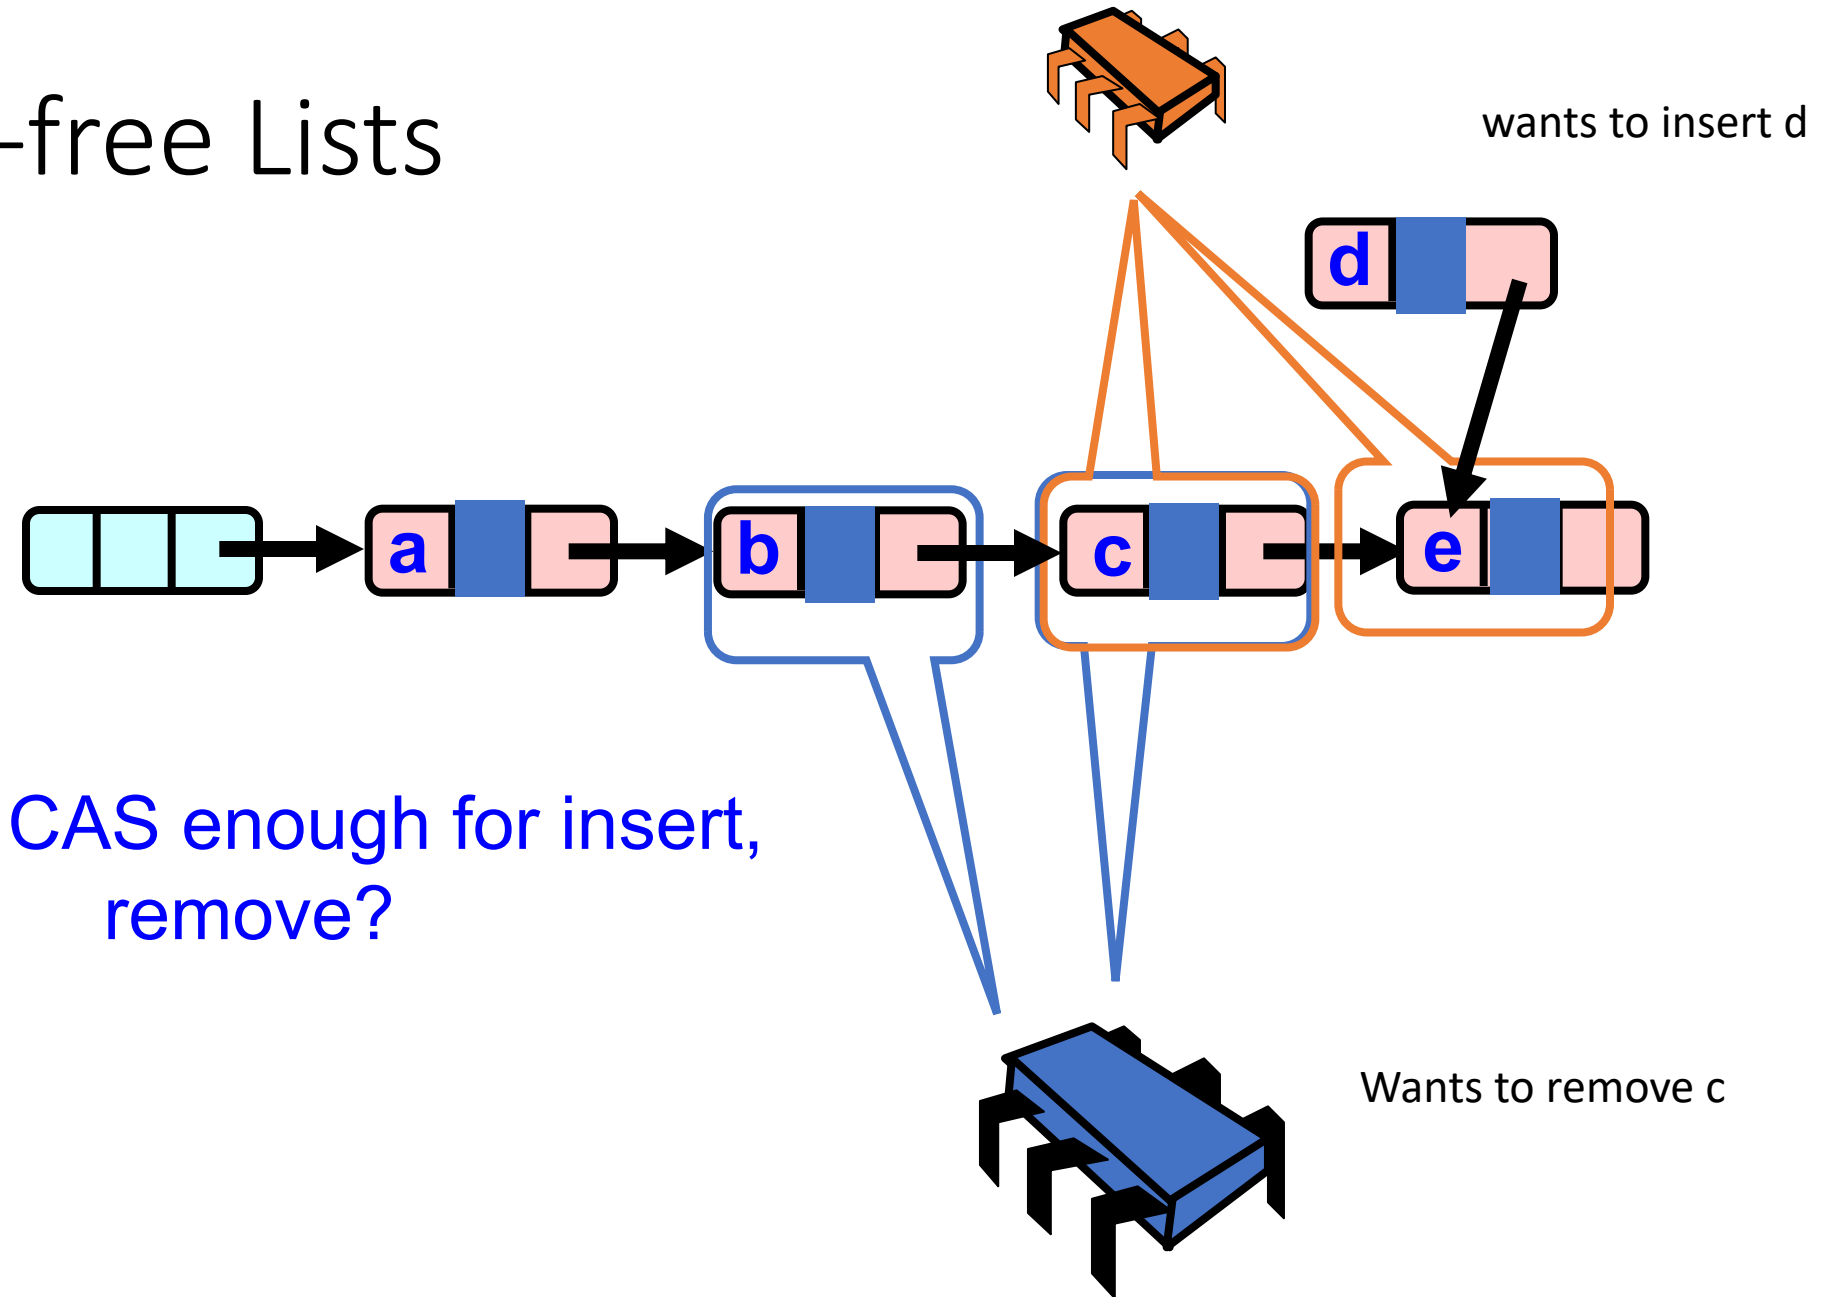 -free Lists
wants to insert d
d
a
b
c
e
CAS enough for insert,
remove?
Wants to remove c